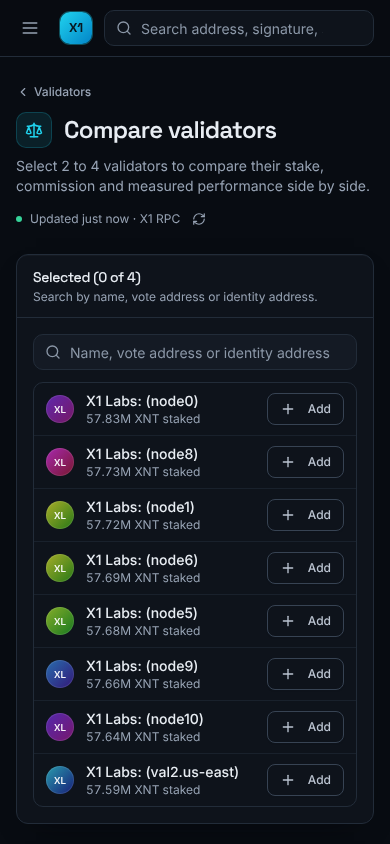 X1
Search address, signature,
Validators
Compare validators
Select 2 to 4 validators to compare their stake,
commission and measured performance side by side.
Updated just now · X1 RPC
Selected (0 of 4)
Search by name, vote address or identity address.
Name, vote address or identity address
XL
X1 Labs: (node0)
57.83M XNT staked
Add
XL
X1 Labs: (node8)
57.73M XNT staked
Add
XL
X1 Labs: (node1)
57.72M XNT staked
Add
XL
X1 Labs: (node6)
57.69M XNT staked
Add
XL
X1 Labs: (node5)
57.68M XNT staked
Add
XL
X1 Labs: (node9)
57.66M XNT staked
Add
XL
X1 Labs: (node10)
57.64M XNT staked
Add
XL
X1 Labs: (val2.us-east)
57.59M XNT staked
Add